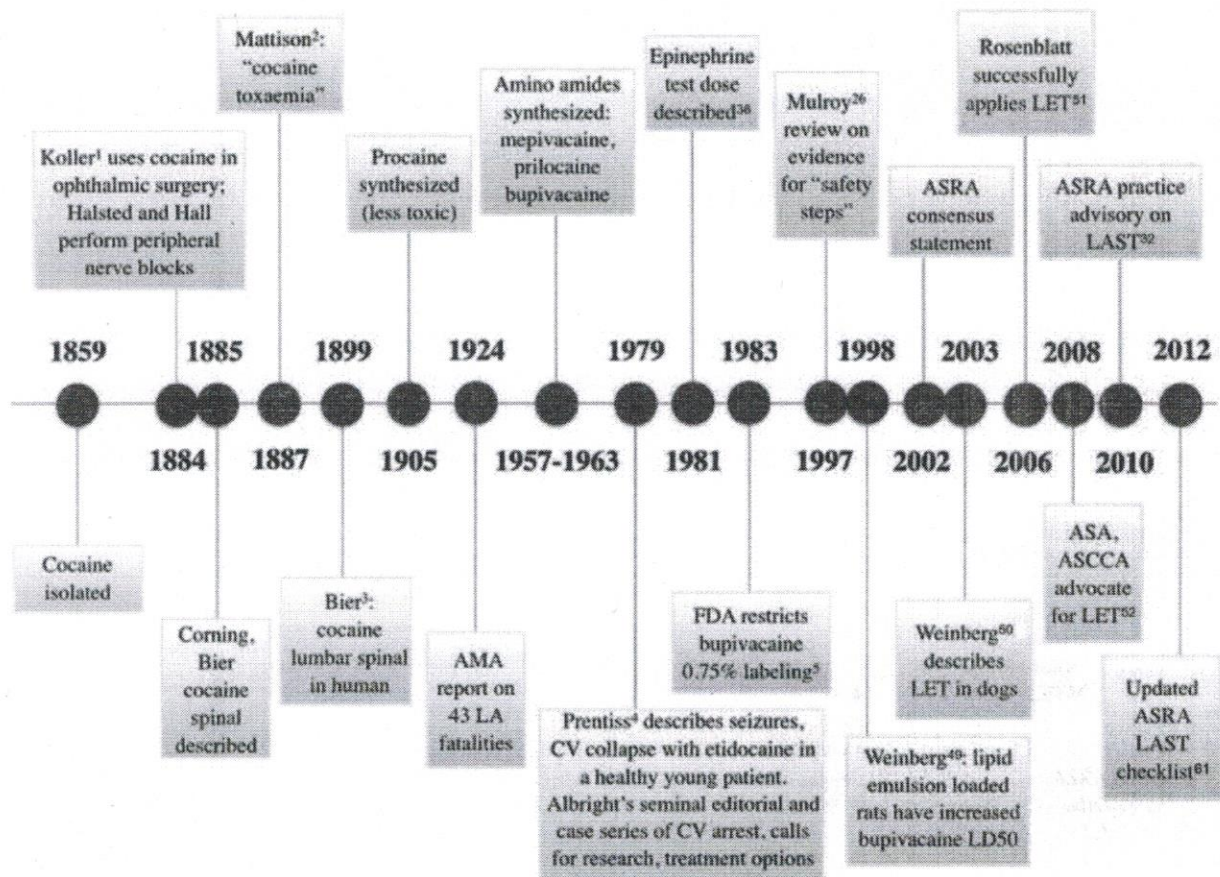 Mattison²:
“cocaine
toxaemia”
Koller¹ uses cocaine in
ophthalmic surgery;
Halsted and Hall
perform peripheral
nerve blocks
Procaine
synthesized
(less toxic)
Amino amides
synthesized:
mepivacaine,
prilocaine
bupivacaine
Epinephrine
test dose
described³⁶
Mulroy²⁶
review on
evidence
for “safety
steps”
ASRA
consensus
statement
Rosenblatt
successfully
applies LET⁵¹
ASRA practice
advisory on
LAST³²
1859
1885
1899
1924
1979
1983
1998
2003
2008
2012
1884
1887
1905
1957-1963
1981
1997
2002
2006
2010
Cocaine
isolated
Corning,
Bier
cocaine
spinal
described
Bier³:
cocaine
lumbar spinal
in human
AMA
report on
43 LA
fatalities
Prentiss⁴ describes seizures,
CV collapse with etidocaine in
a healthy young patient.
Albright's seminal editorial and
case series of CV arrest, calls
for research, treatment options
FDA restricts
bupivacaine
0.75% labeling⁵
Weinberg⁴⁹: lipid
emulsion loaded
rats have increased
bupivacaine LD50
Weinberg⁶⁰
describes
LET in dogs
ASA,
ASCCA
advocate
for LET⁵²
Updated
ASRA
LAST
checklist⁶¹